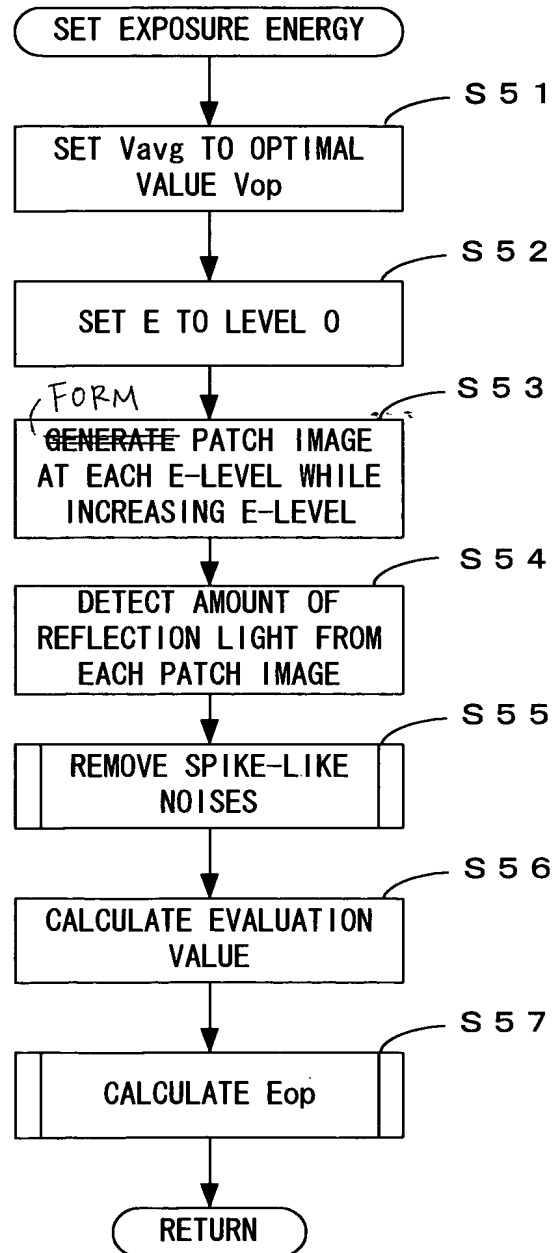 SET EXPOSURE ENERGY
S51
SET Vavg TO OPTIMAL
VALUE Vop
S52
SET E TO LEVEL 0
S53
FORM
GENERATE PATCH IMAGE
AT EACH E-LEVEL WHILE
INCREASING E-LEVEL
S54
DETECT AMOUNT OF
REFLECTION LIGHT FROM
EACH PATCH IMAGE
S55
REMOVE SPIKE-LIKE
NOISES
S56
CALCULATE EVALUATION
VALUE
S57
CALCULATE Eop
RETURN